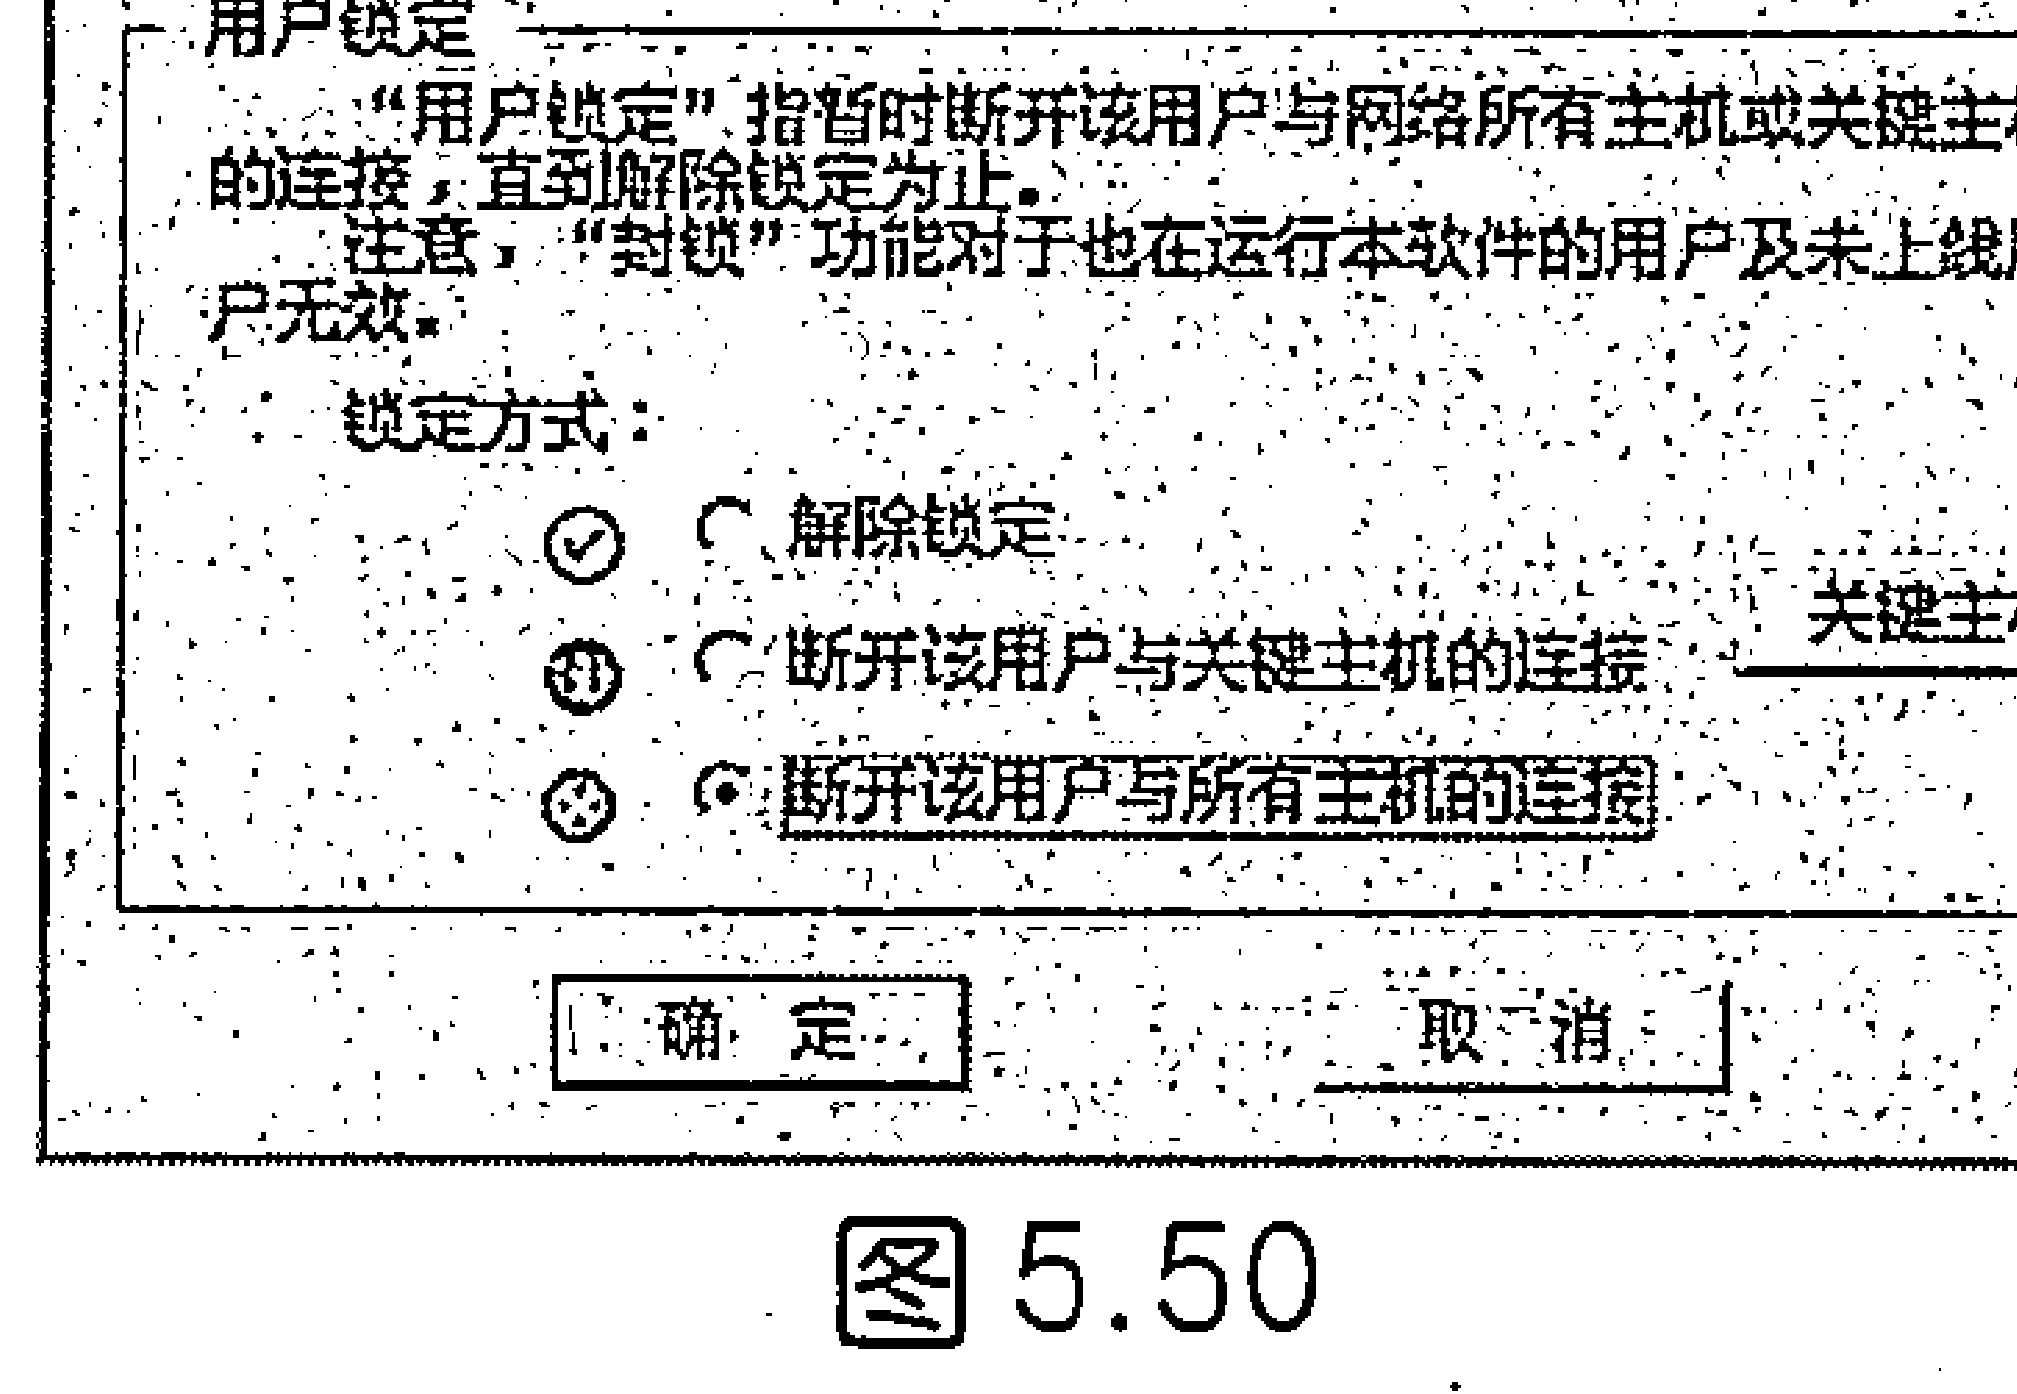 用户锁定
“用户锁定”指暂时断开该用户与网络所有主机或关键主
的连接，直到解除锁定为止。
注意，“封锁”功能对于也在运行本软件的用户及未上线
户无效。
锁定方式：
解除锁定
断开该用户与关键主机的连接
关键主
断开该用户与所有主机的连接
确 定
取 消
图 5.50